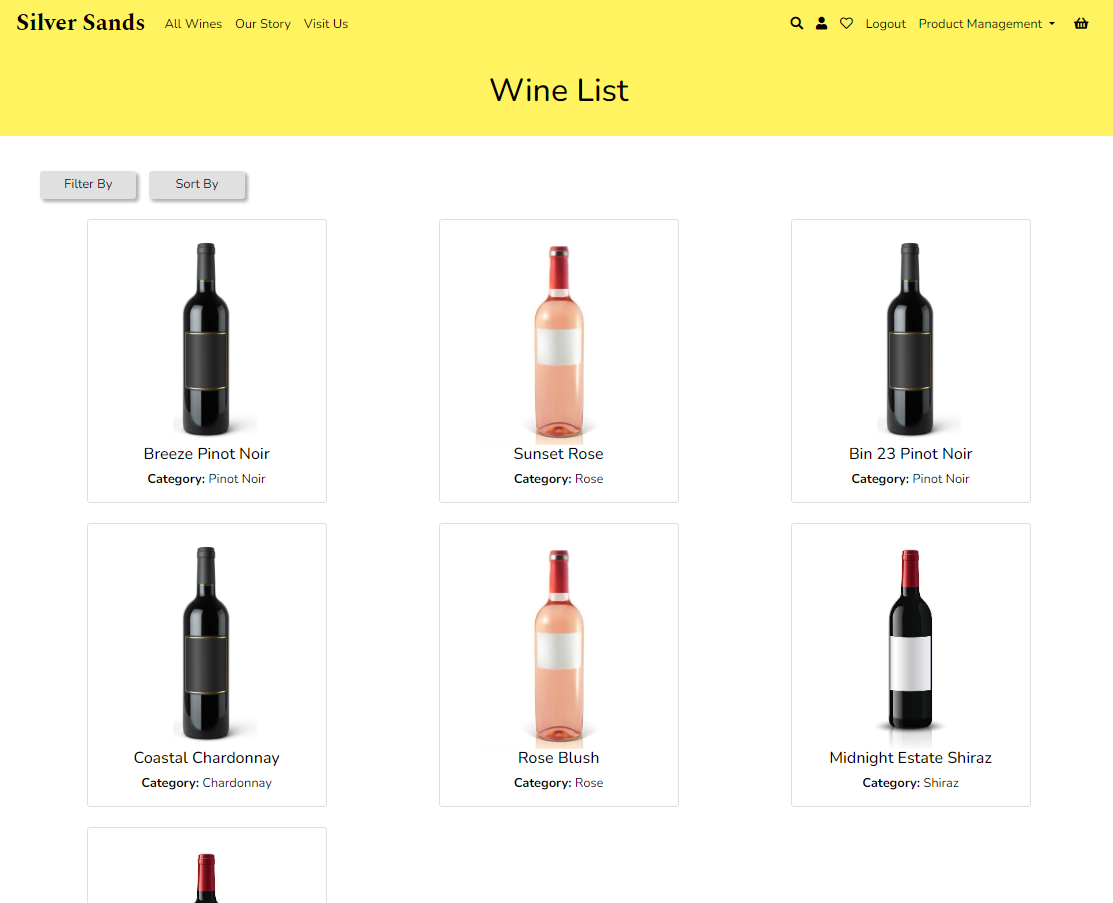 Silver Sands All Wines Our Story Visit Us Logout Product Management
Wine List
Filter By Sort By
Breeze Pinot Noir Sunset Rose Bin 23 Pinot Noir
Category: Pinot Noir Category: Rose Category: Pinot Noir
Coastal Chardonnay Rose Blush Midnight Estate Shiraz
Category: Chardonnay Category: Rose Category: Shiraz